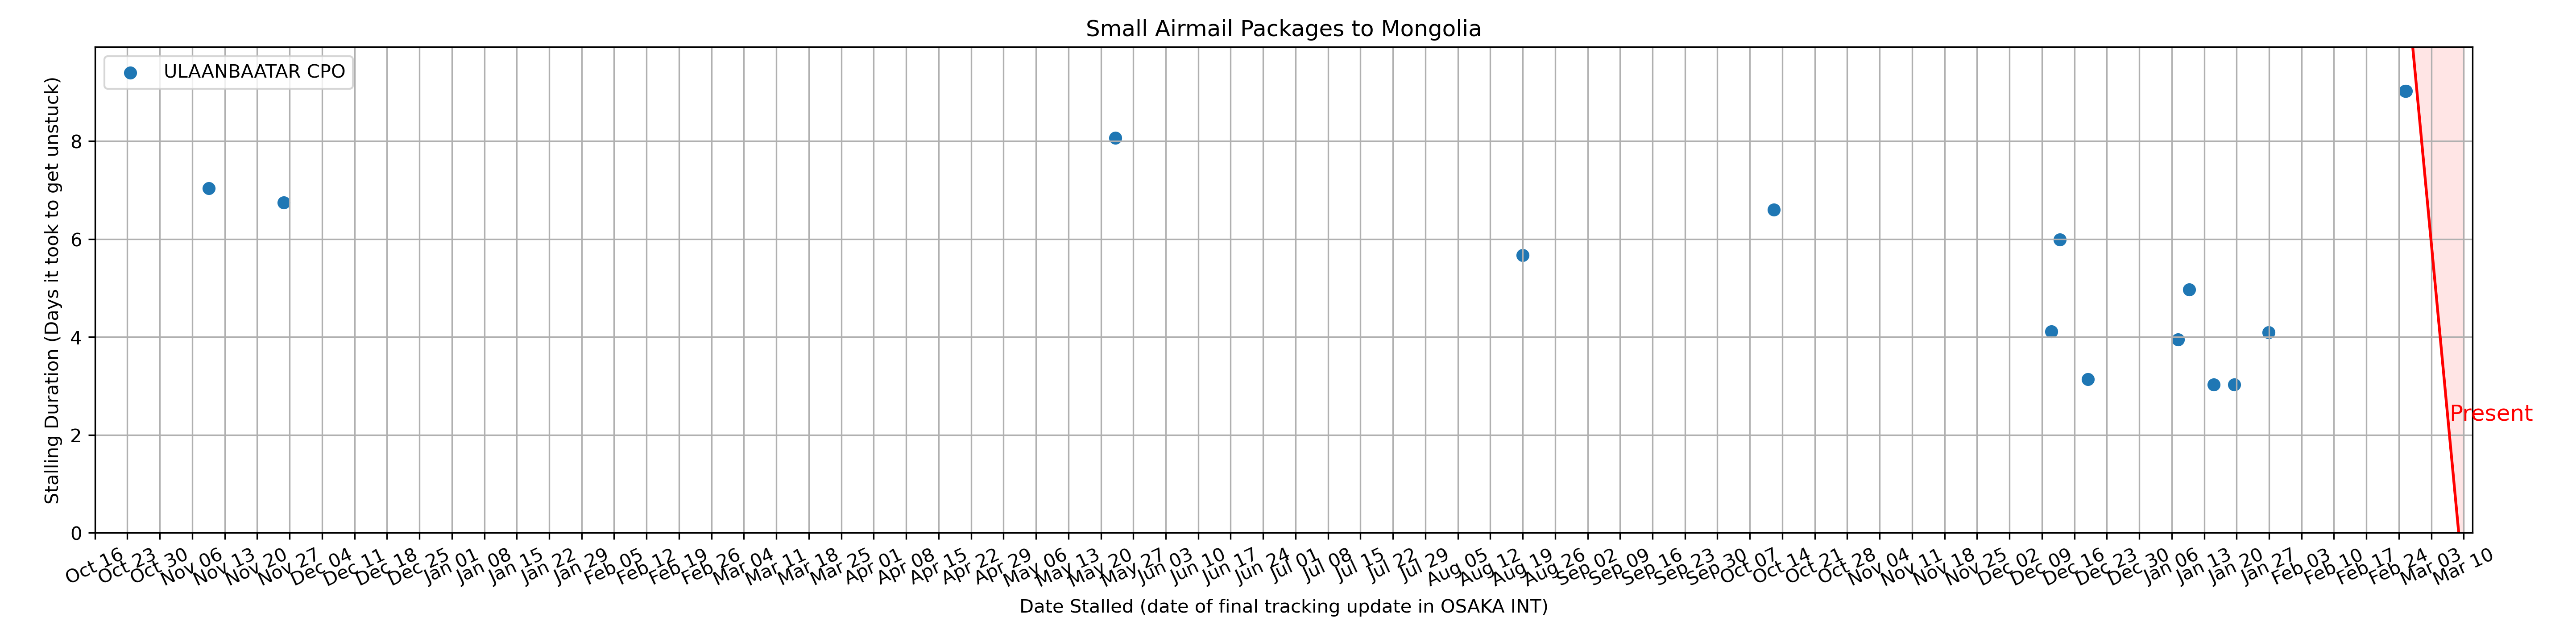 Small Airmail Packages to Mongolia
ULAANBAATAR CPO
Stalling Duration (Days it took to get unstuck)
8
6
4
2
0
Present
Oct 16 Oct 23 Oct 30 Nov 06 Nov 13 Nov 20 Nov 27 Dec 04 Dec 11 Dec 18 Dec 25 Jan 01 Jan 08 Jan 15 Jan 22 Jan 29 Feb 05 Feb 12 Feb 19 Feb 26 Mar 04 Mar 11 Mar 18 Mar 25 Apr 01 Apr 08 Apr 15 Apr 22 Apr 29 May 06 May 13 May 20 May 27 Jun 03 Jun 10 Jun 17 Jun 24 Jul 01 Jul 08 Jul 15 Jul 22 Jul 29 Aug 05 Aug 12 Aug 19 Aug 26 Sep 02 Sep 09 Sep 16 Sep 23 Sep 30 Oct 07 Oct 14 Oct 21 Oct 28 Nov 04 Nov 11 Nov 18 Nov 25 Dec 02 Dec 09 Dec 16 Dec 23 Dec 30 Jan 06 Jan 13 Jan 20 Jan 27 Feb 03 Feb 10 Feb 17 Feb 24 Mar 03 Mar 10
Date Stalled (date of final tracking update in OSAKA INT)